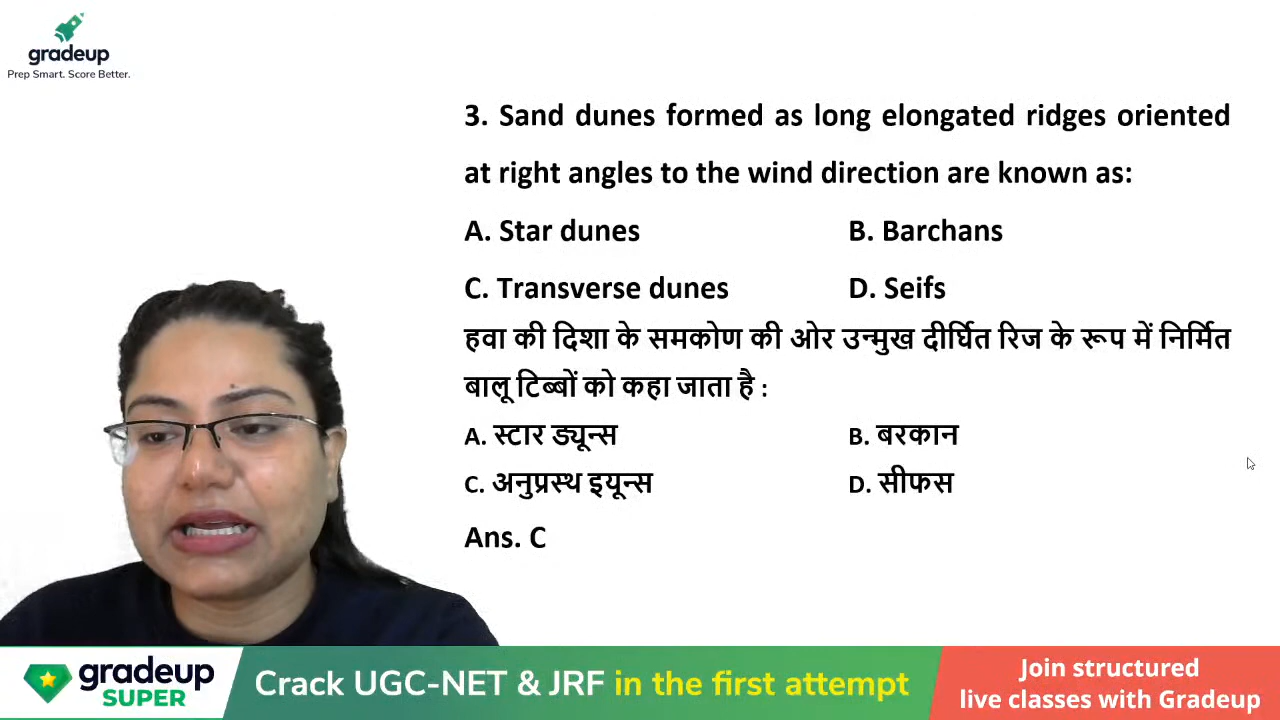 gradeup
Prep Smart. Score Better.
3. Sand dunes formed as long elongated ridges oriented
at right angles to the wind direction are known as:
A. Star dunes B. Barchans
C. Transverse dunes D. Seifs
हवा की दिशा के समकोण की ओर उन्मुख दीर्घित रिज के रूप में निर्मित
बालू टिब्बों को कहा जाता है :
A. स्टार ड्यून्स B. बरकान
C. अनुप्रस्थ इयून्स D. सीफस
Ans. C
gradeup
SUPER
Crack UGC-NET & JRF in the first attempt
Join structured
live classes with Gradeup